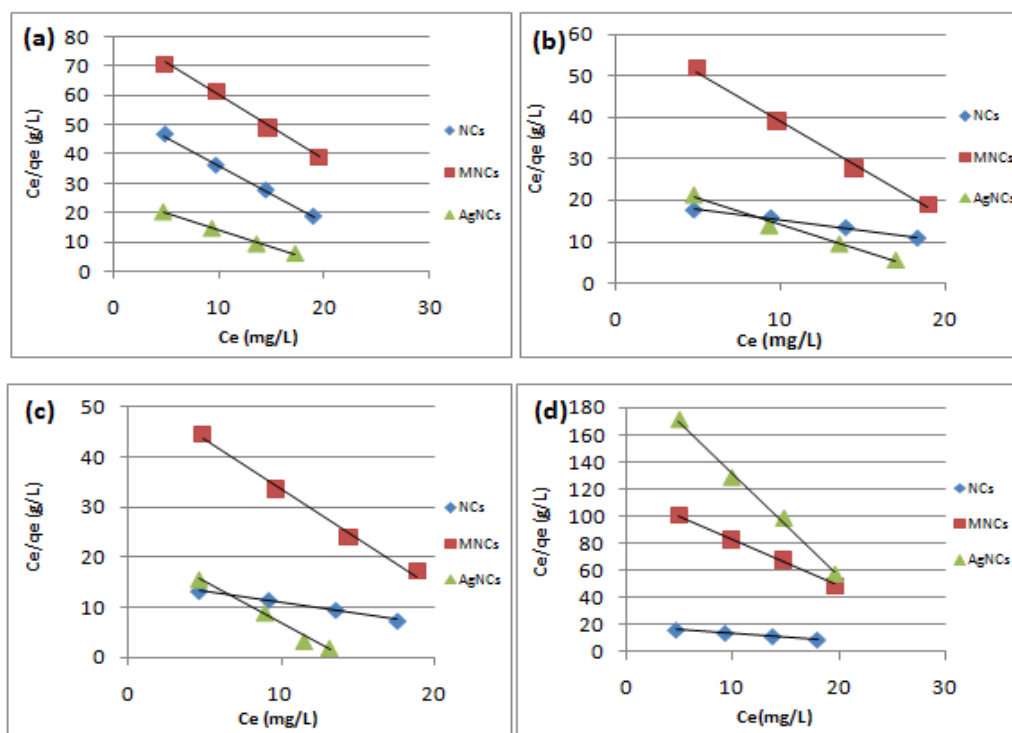 (a)
80
70
60
50
40
30
20
10
0
Ce/qe (g/L)
0 10 20 30
Ce (mg/L)
NCs
MNCs
AgNCs
(b)
60
50
40
30
20
10
0
Ce/qe (g/L)
0 10 20
Ce (mg/L)
NCs
MNCs
AgNCs
(c)
50
40
30
20
10
0
Ce/qe (g/L)
0 10 20
Ce (mg/L)
NCs
MNCs
AgNCs
(d)
180
160
140
120
100
80
60
40
20
0
Ce/qe (g/L)
0 10 20 30
Ce(mg/L)
NCs
MNCs
AgNCs